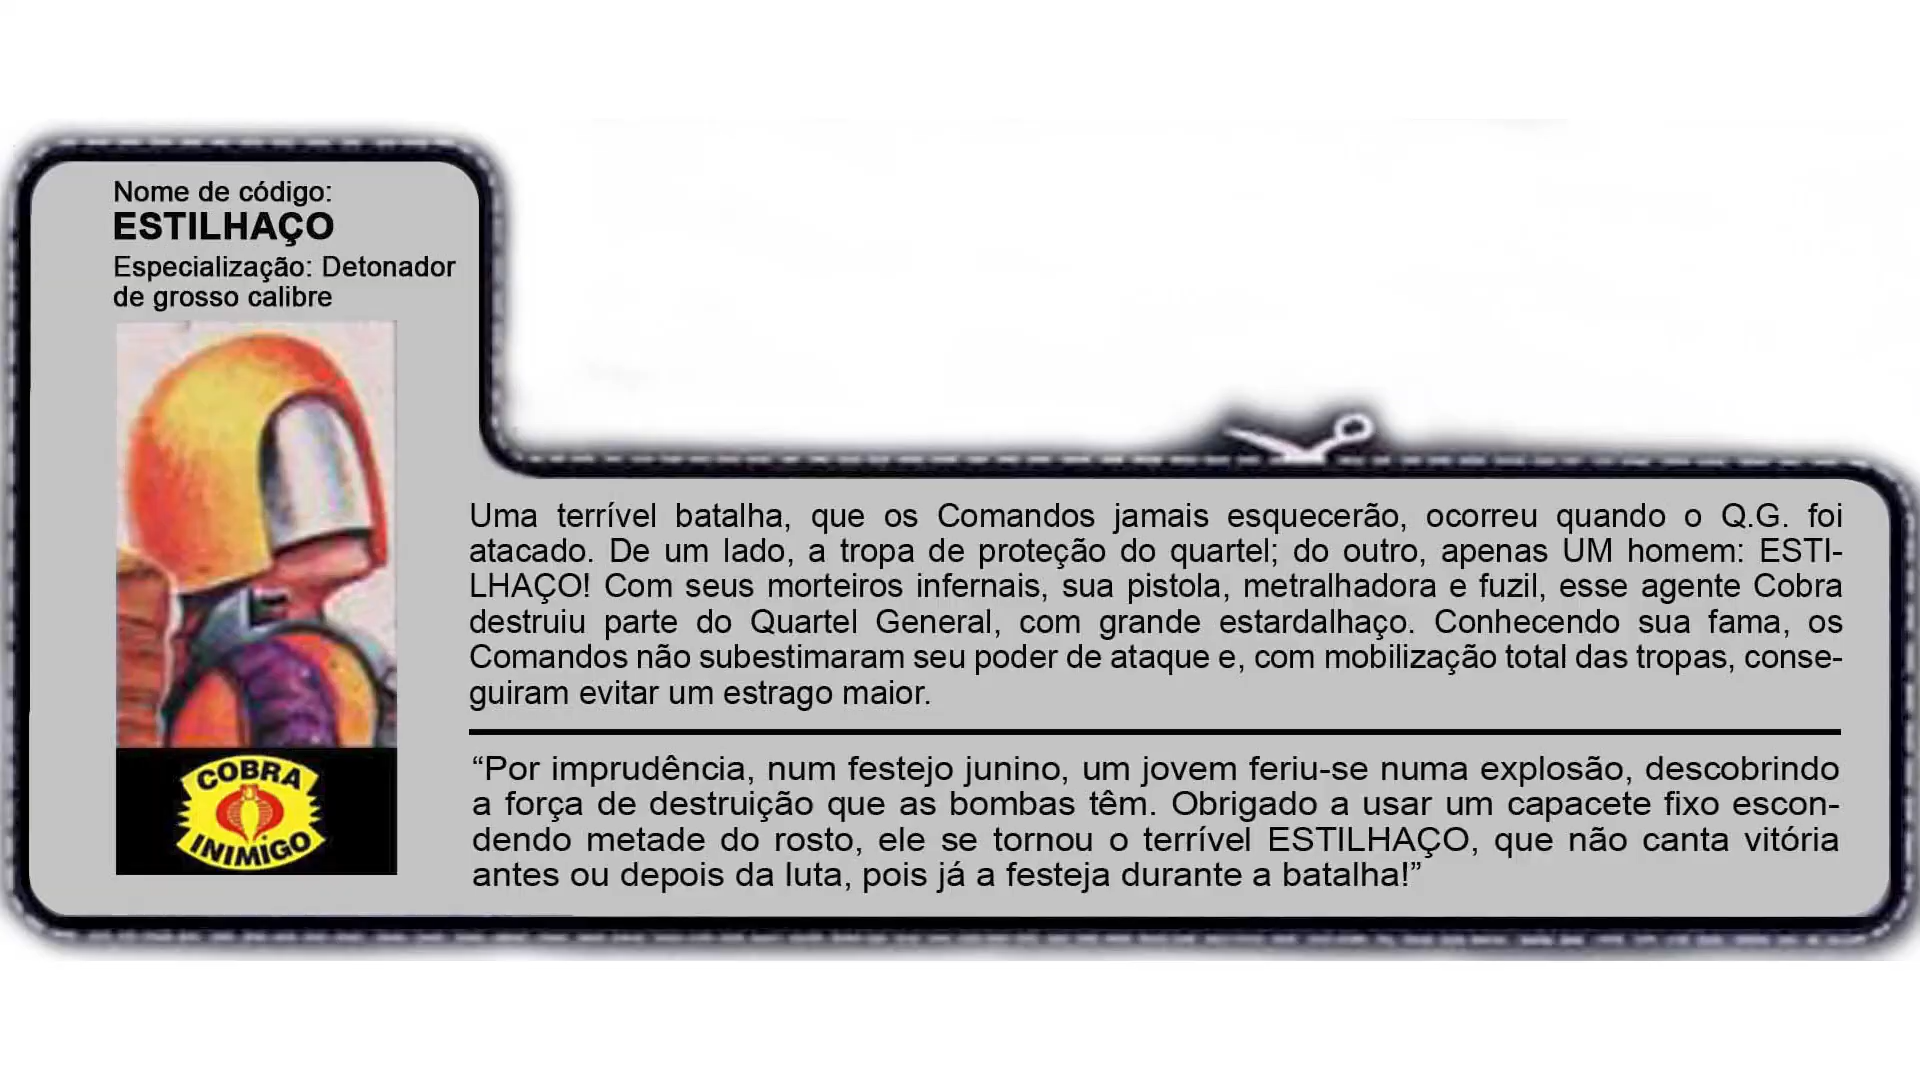 Nome de código:
ESTILHAÇO
Especialização: Detonador
de grosso calibre
COBRA
INIMIGO
Uma terrível batalha, que os Comandos jamais esquecerão, ocorreu quando o Q.G. foi
atacado. De um lado, a tropa de proteção do quartel; do outro, apenas UM homem: ESTI-
LHAÇO! Com seus morteiros infernais, sua pistola, metralhadora e fuzil, esse agente Cobra
destruiu parte do Quartel General, com grande estardalhaço. Conhecendo sua fama, os
Comandos não subestimaram seu poder de ataque e, com mobilização total das tropas, conse-
guiram evitar um estrago maior.
“Por imprudência, num festejo junino, um jovem feriu-se numa explosão, descobrindo
a força de destruição que as bombas têm. Obrigado a usar um capacete fixo escon-
dendo metade do rosto, ele se tornou o terrível ESTILHAÇO, que não canta vitória
antes ou depois da luta, pois já a festeja durante a batalha!”